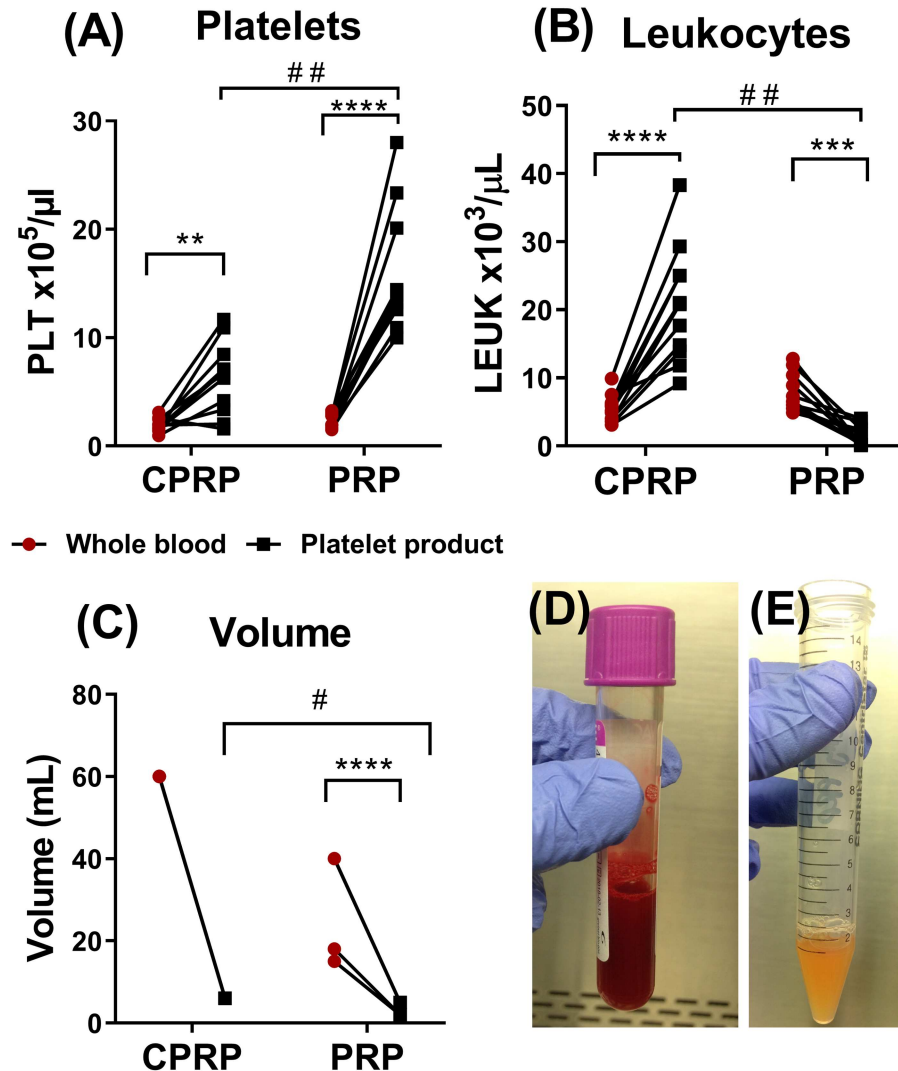 (A) Platelets
##
****
**
PLT x10⁵/µl
30
20
10
0
CPRP PRP
(B) Leukocytes
##
****
***
LEUK x10³/µL
50
40
30
20
10
0
CPRP PRP
Whole blood Platelet product
(C) Volume
#
****
Volume (mL)
80
60
40
20
0
CPRP PRP
(D)
(E)
14
13
10
9
8
7
6
5
4
3
2